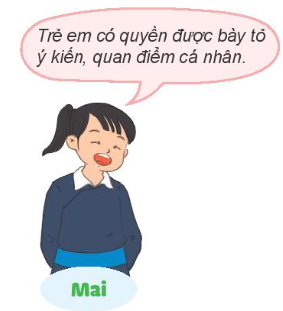 Trẻ em có quyền được bày tỏ
ý kiến, quan điểm cá nhân.
Mai